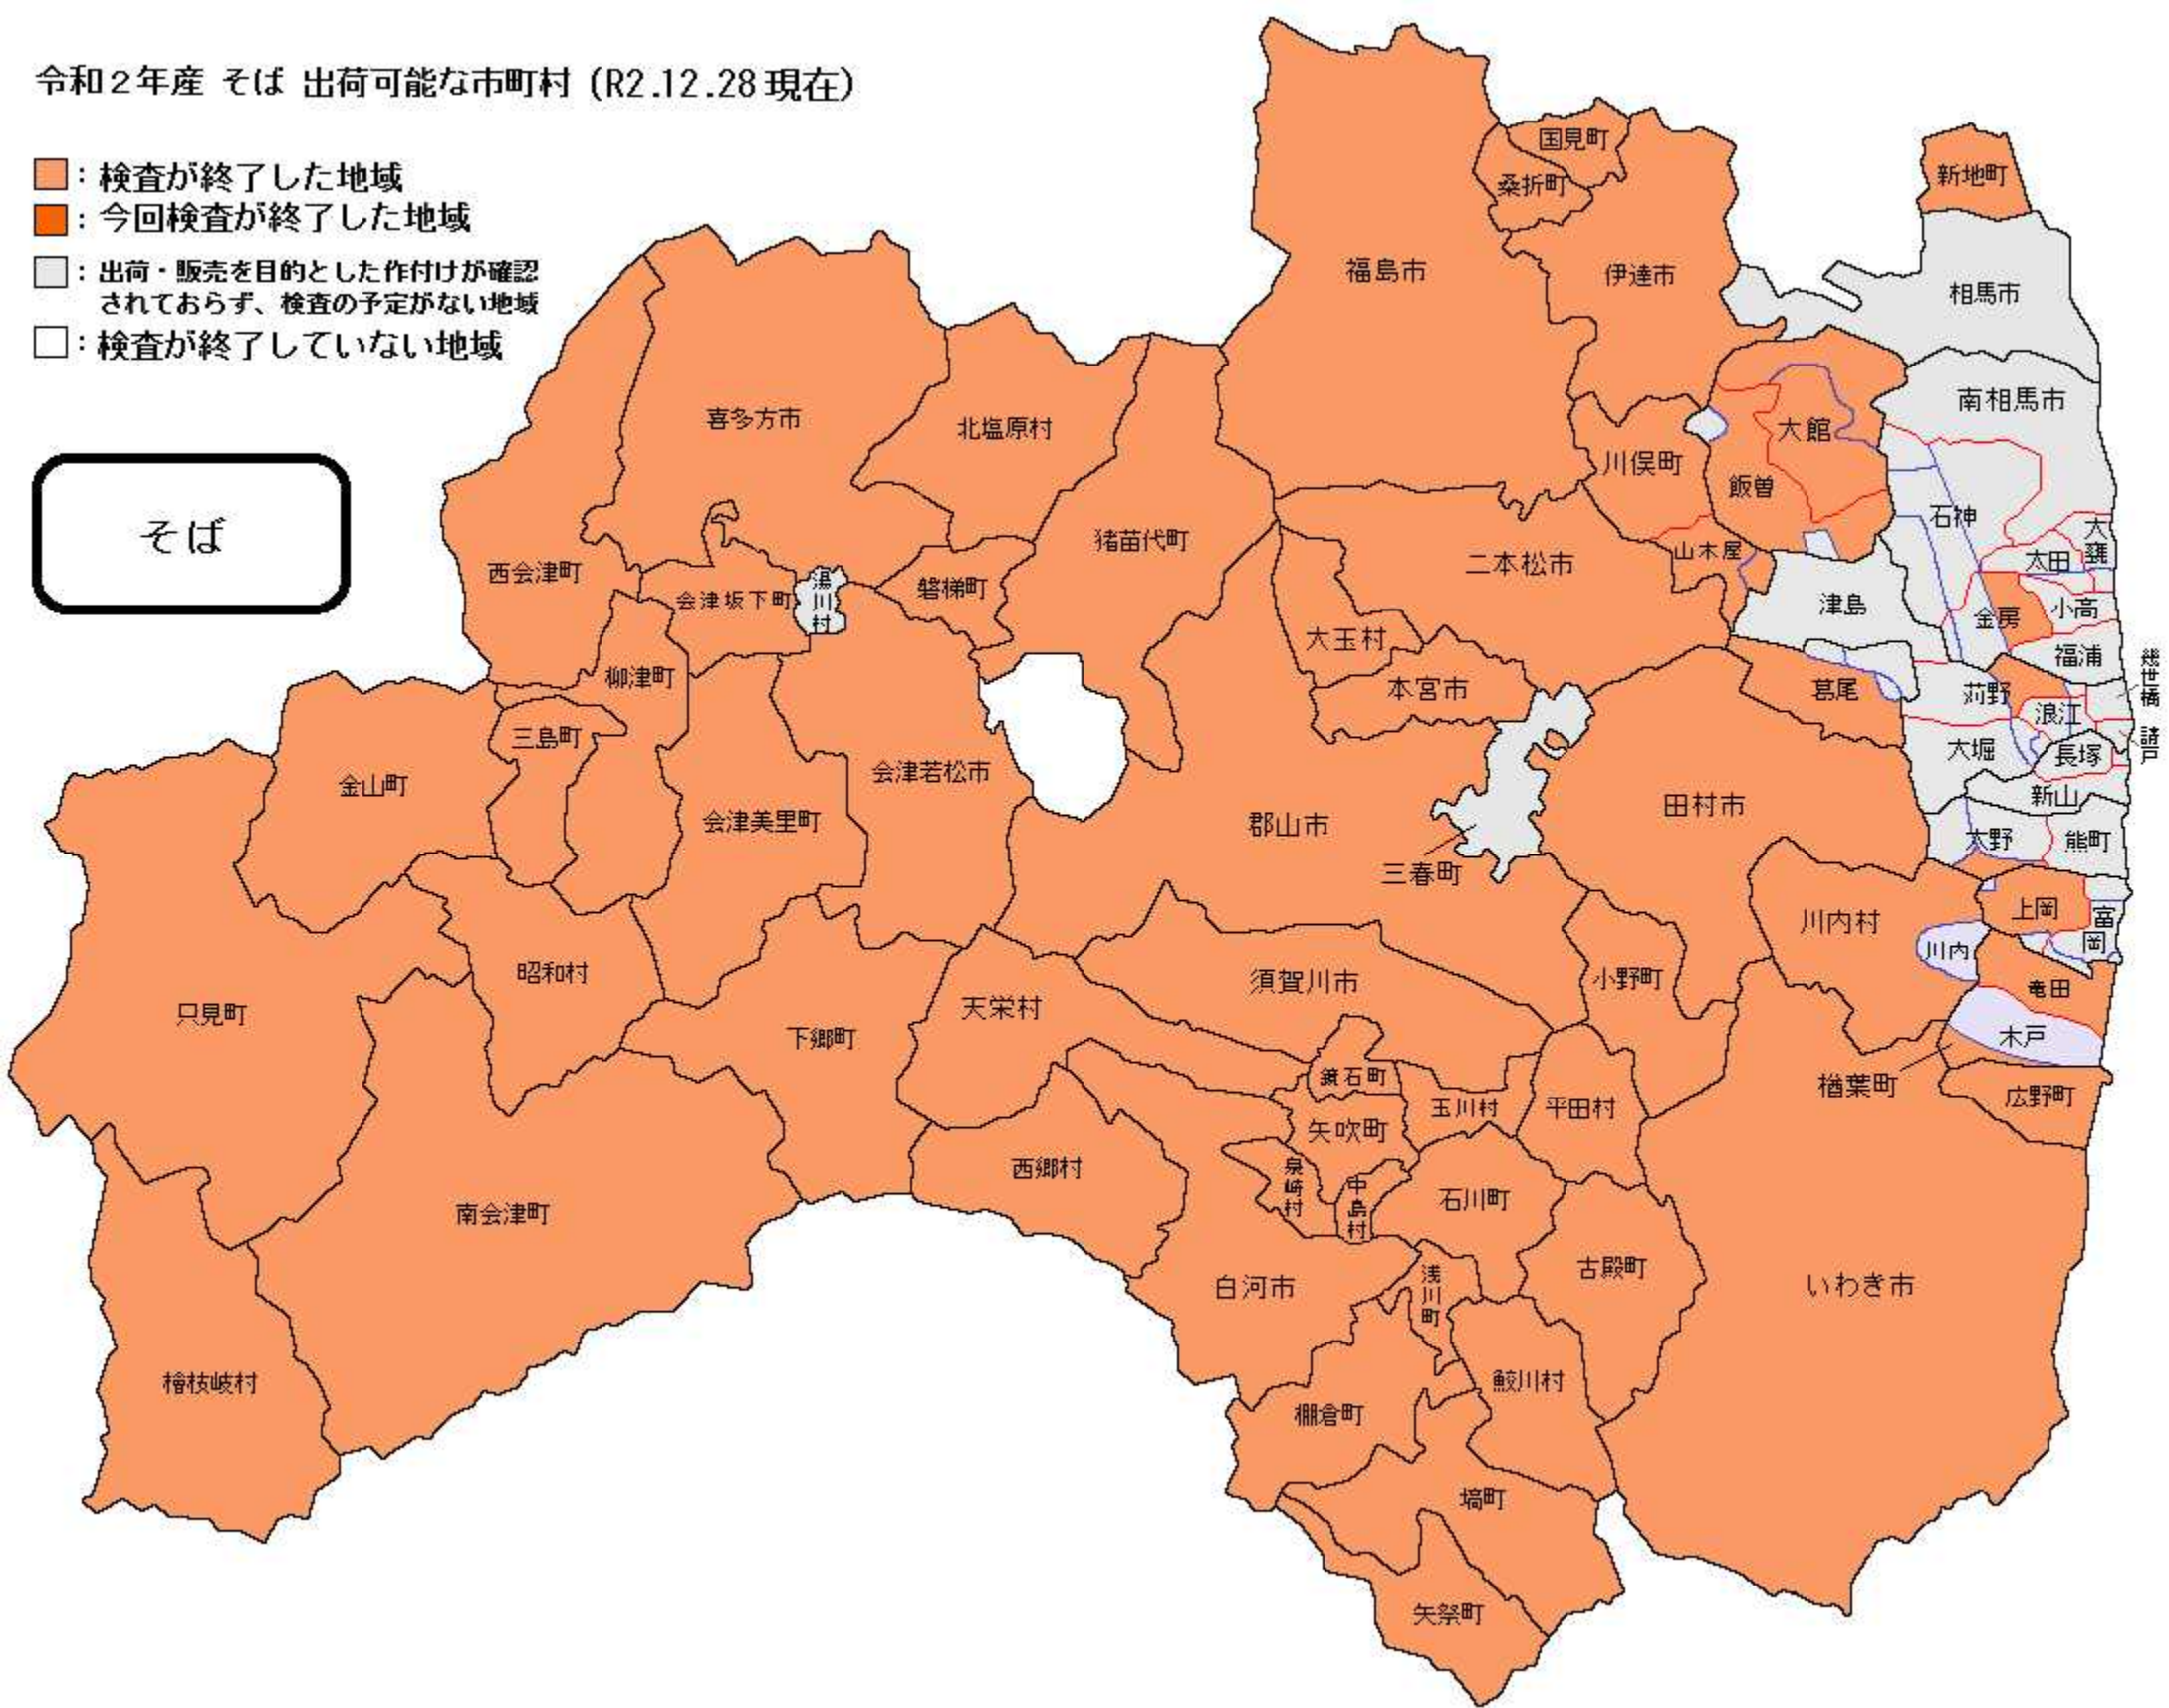 令和２年産 そば 出荷可能な市町村 (R2.12.28 現在)
：検査が終了した地域
：今回検査が終了した地域
：出荷・販売を目的とした作付けが確認
されておらず、検査の予定がない地域
：検査が終了していない地域
そば
国見町
桑折町
新地町
福島市
伊達市
相馬市
南相馬市
喜多方市
北塩原村
大館
川俣町
飯曽
石神
大甕
太田
猪苗代町
二本松市
山木屋
西会津町
会津坂下町
湯川村
磐梯町
津島
金房
小高
大玉村
福浦
幾世橋
柳津町
本宮市
葛尾
苅野
浪江
請戸
三島町
大堀
長塚
金山町
会津若松市
新山
会津美里町
郡山市
田村市
大野
熊町
三春町
上岡
富岡
川内村
川内
昭和村
須賀川市
小野町
竜田
只見町
天栄村
下郷町
木戸
鏡石町
楢葉町
広野町
玉川村
平田村
矢吹町
西郷村
泉崎村
中島村
石川町
南会津町
古殿町
白河市
浅川町
いわき市
檜枝岐村
鮫川村
棚倉町
塙町
矢祭町